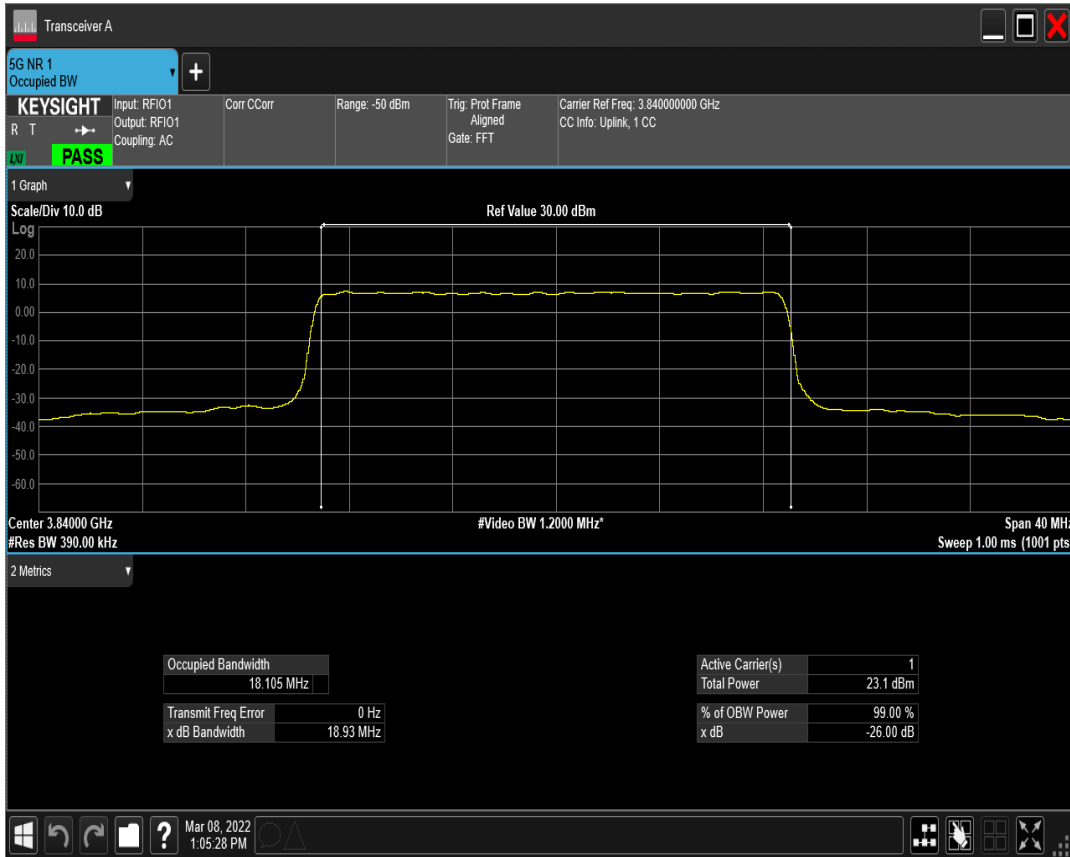 Transceiver A
5G NR 1
Occupied BW
+
KEYSIGHT
R T
LXI
PASS
Input: RFIO1
Output: RFIO1
Coupling: AC
Corr CCorr
Range: -50 dBm
Trig: Prot Frame
Aligned
Gate: FFT
Carrier Ref Freq: 3.840000000 GHz
CC Info: Uplink, 1 CC
1 Graph
Scale/Div 10.0 dB
Ref Value 30.00 dBm
Log
20.0
10.0
0.00
-10.0
-20.0
-30.0
-40.0
-50.0
-60.0
Center 3.84000 GHz
#Video BW 1.2000 MHz*
Span 40 MHz
#Res BW 390.00 kHz
Sweep 1.00 ms (1001 pts
2 Metrics
Occupied Bandwidth
18.105 MHz
Transmit Freq Error 0 Hz
x dB Bandwidth 18.93 MHz
Active Carrier(s) 1
Total Power 23.1 dBm
% of OBW Power 99.00 %
x dB -26.00 dB
?
Mar 08, 2022
1:05:28 PM